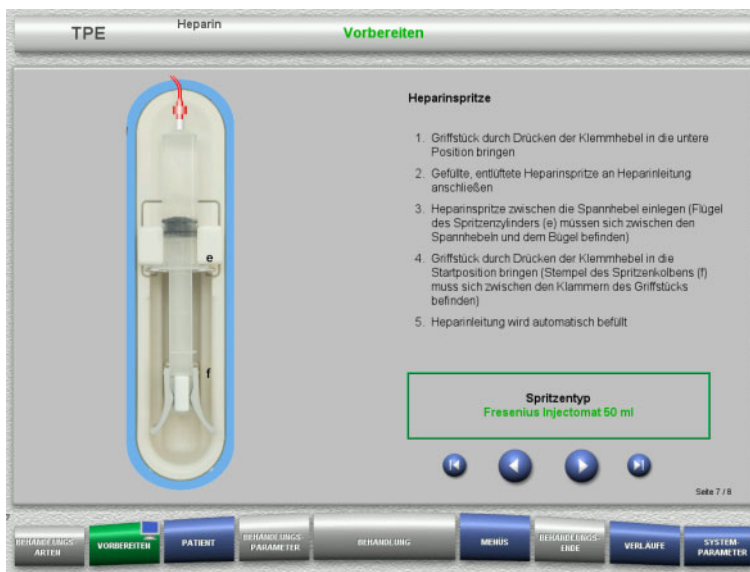 TPE
Heparin
Vorbereiten
Heparinspritze
1. Griffstück durch Drücken der Klemmhebel in die untere
Position bringen
2. Gefüllte, entlüftete Heparinspritze an Heparinleitung
anschließen
3. Heparinspritze zwischen die Spannhebel einlegen (Flügel
des Spritzenzylinders (e) müssen sich zwischen den
Spannhebeln und dem Bügel befinden)
4. Griffstück durch Drücken der Klemmhebel in die
Startposition bringen (Stempel des Spritzenkolbens (f)
muss sich zwischen den Klammern des Griffstücks
befinden)
5. Heparinleitung wird automatisch befüllt
e
f
Spritzentyp
Fresenius Injectomat 50 ml
Seite 7 / 8
BEHANDLUNGS-
ARTEN
VORBEREITEN
PATIENT
BEHANDLUNGS-
PARAMETER
BEHANDLUNG
MENÜS
BEHANDLUNGS-
ENDE
VERLÄUFE
SYSTEM-
PARAMETER